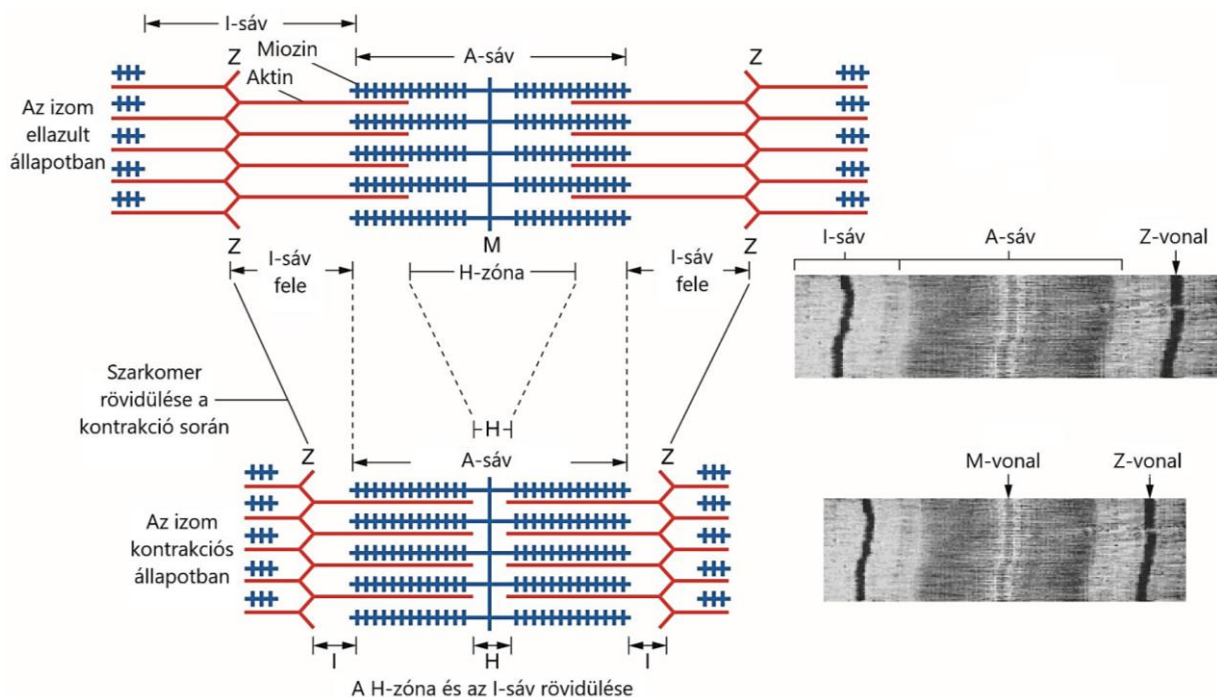 I-sáv
Miozin
A-sáv
Z
Aktin
Z
Az izom
ellazult
állapotban
Z
M
Z
I-sáv
fele
H-zóna
I-sáv
fele
I-sáv
A-sáv
Z-vonal
Szarkomer
rövidülése a
kontrakció során
H
Z
A-sáv
Z
M-vonal
Z-vonal
Az izom
kontrakciós
állapotban
I
H
I
A H-zóna és az I-sáv rövidülése